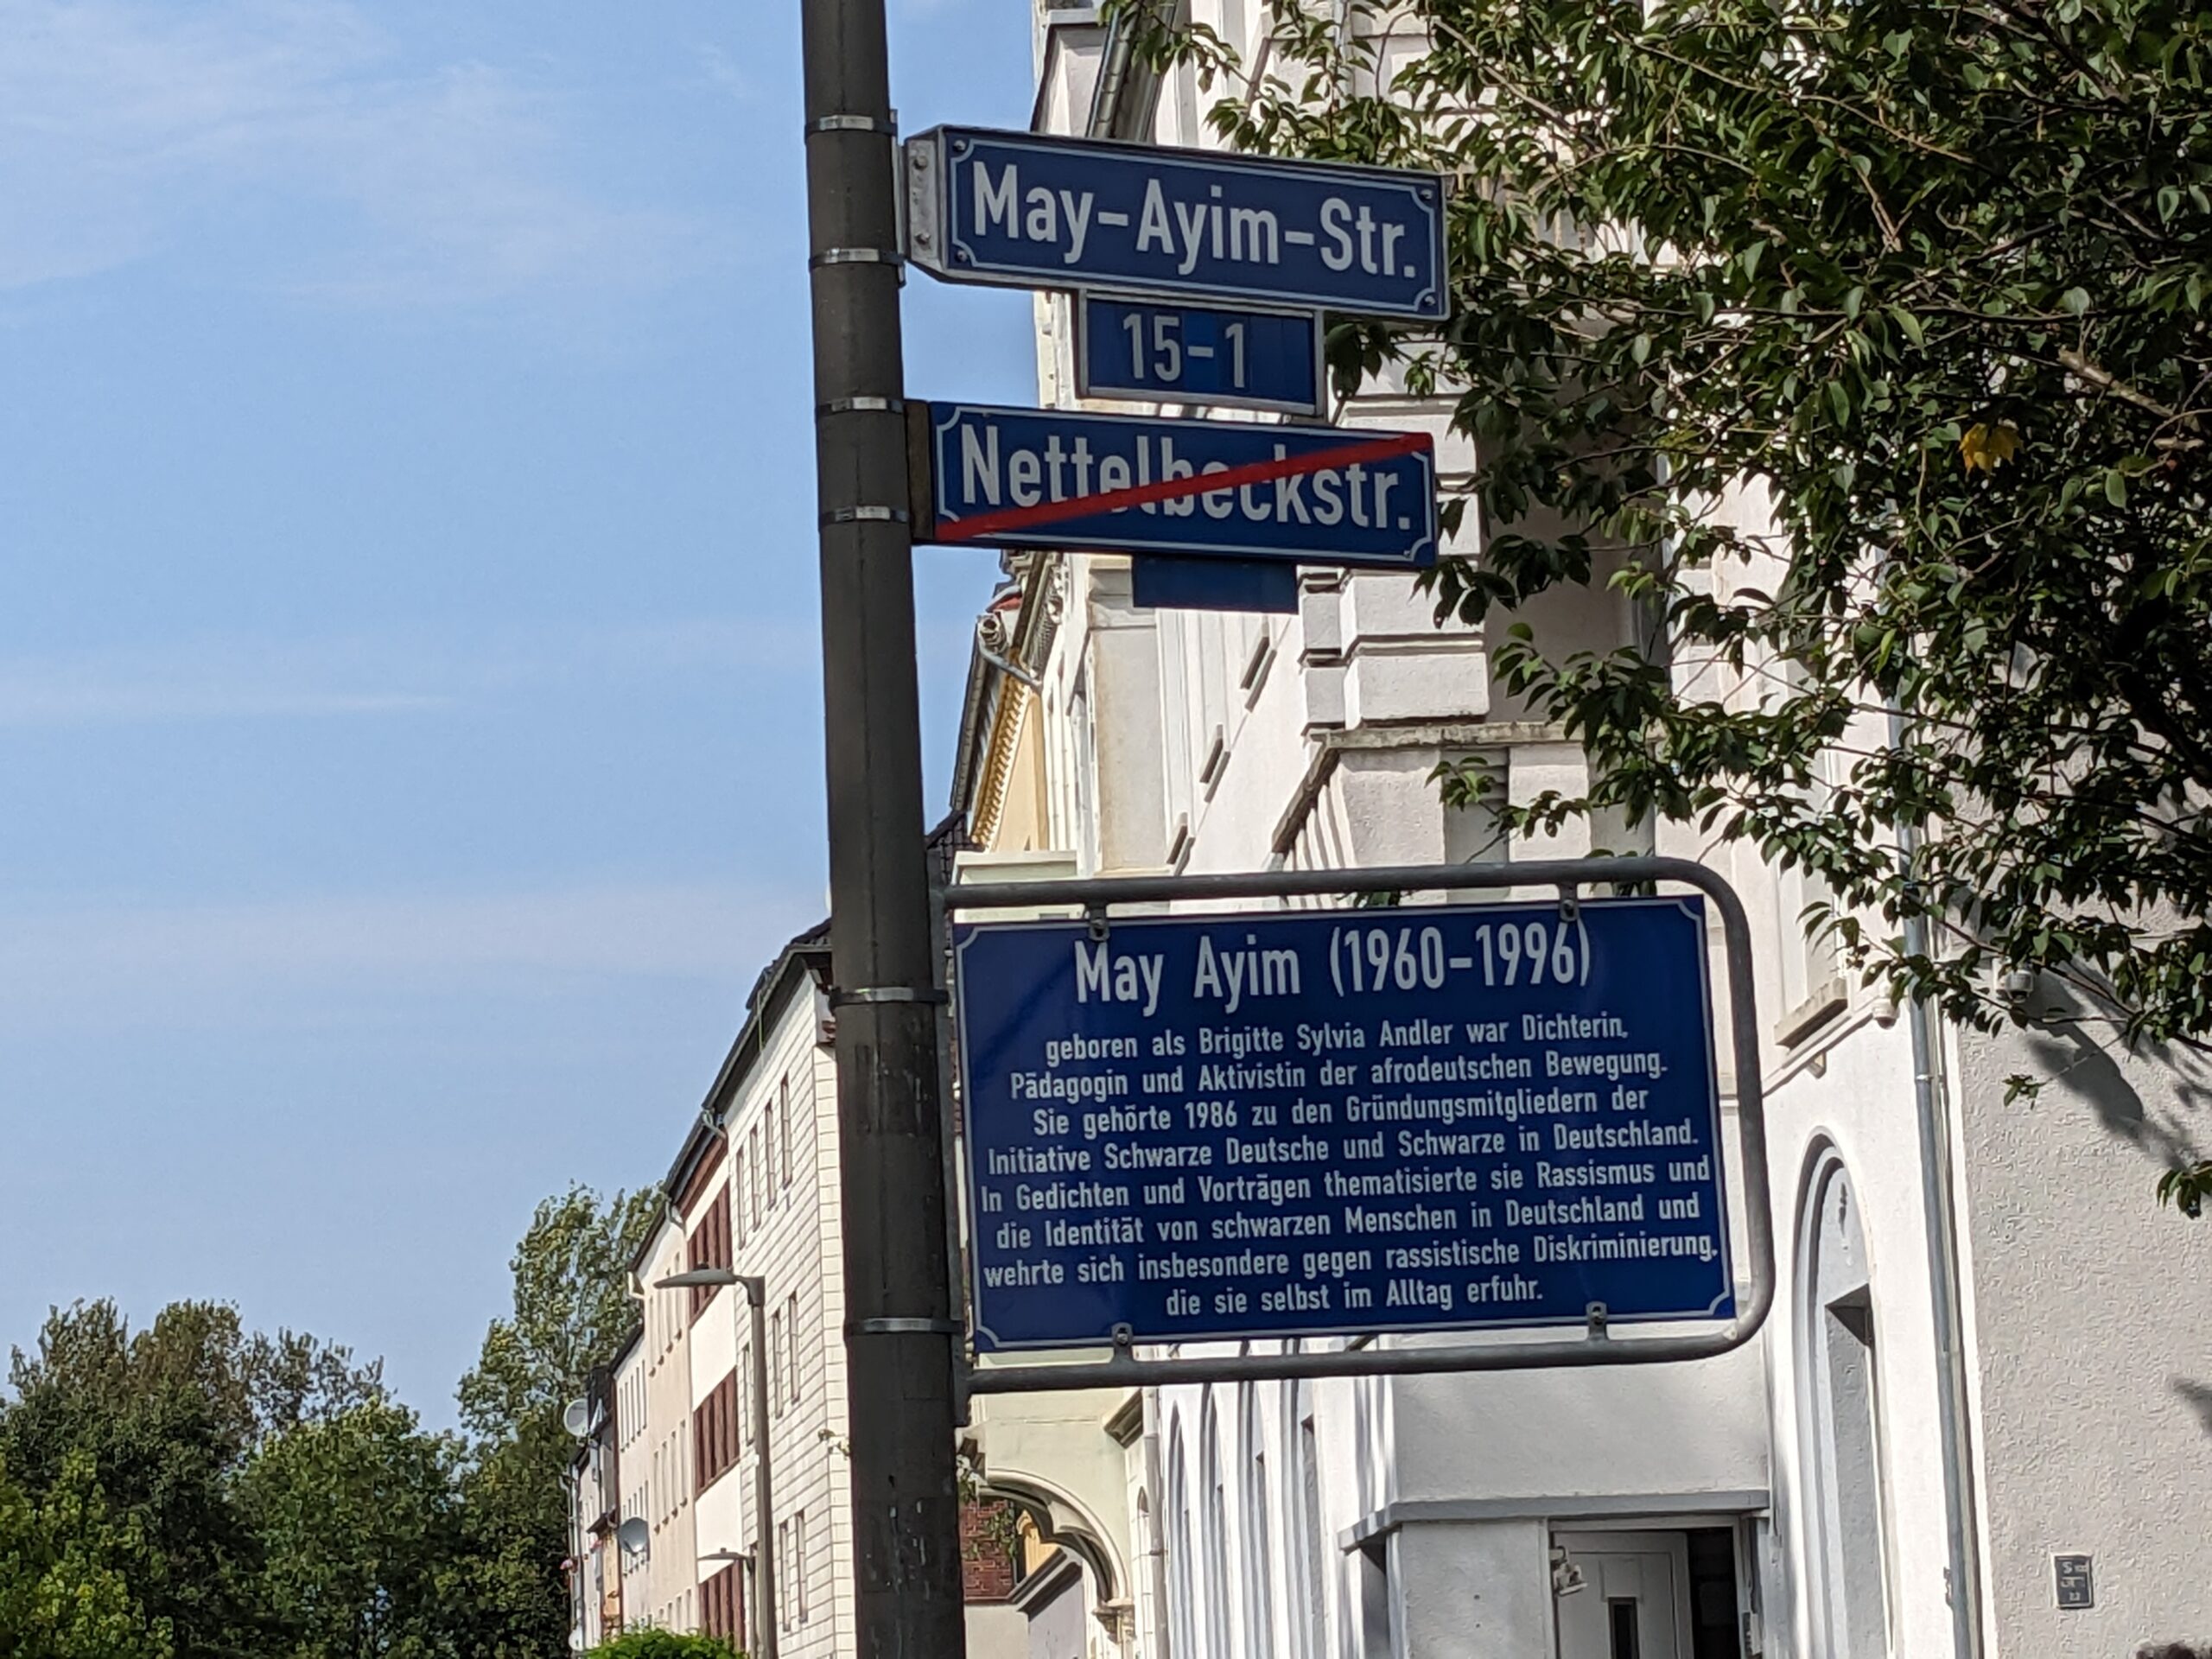 May-Ayim-Str.
15-1
Nettelbeckstr.
May Ayim (1960-1996)
geboren als Brigitte Sylvia Andler war Dichterin,
Pädagogin und Aktivistin der afrodeutschen Bewegung.
Sie gehörte 1986 zu den Gründungsmitgliedern der
Initiative Schwarze Deutsche und Schwarze in Deutschland.
In Gedichten und Vorträgen thematisierte sie Rassismus und
die Identität von schwarzen Menschen in Deutschland und
wehrte sich insbesondere gegen rassistische Diskriminierung,
die sie selbst im Alltag erfuhr.